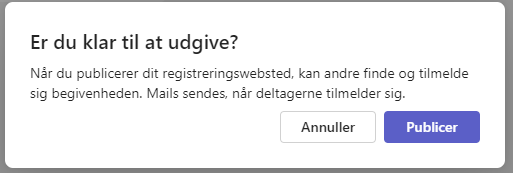 Er du klar til at udgive?
Når du publicerer dit registreringswebsted, kan andre finde og tilmelde
sig begivenheden. Mails sendes, når deltagerne tilmelder sig.
Annuller
Publicer